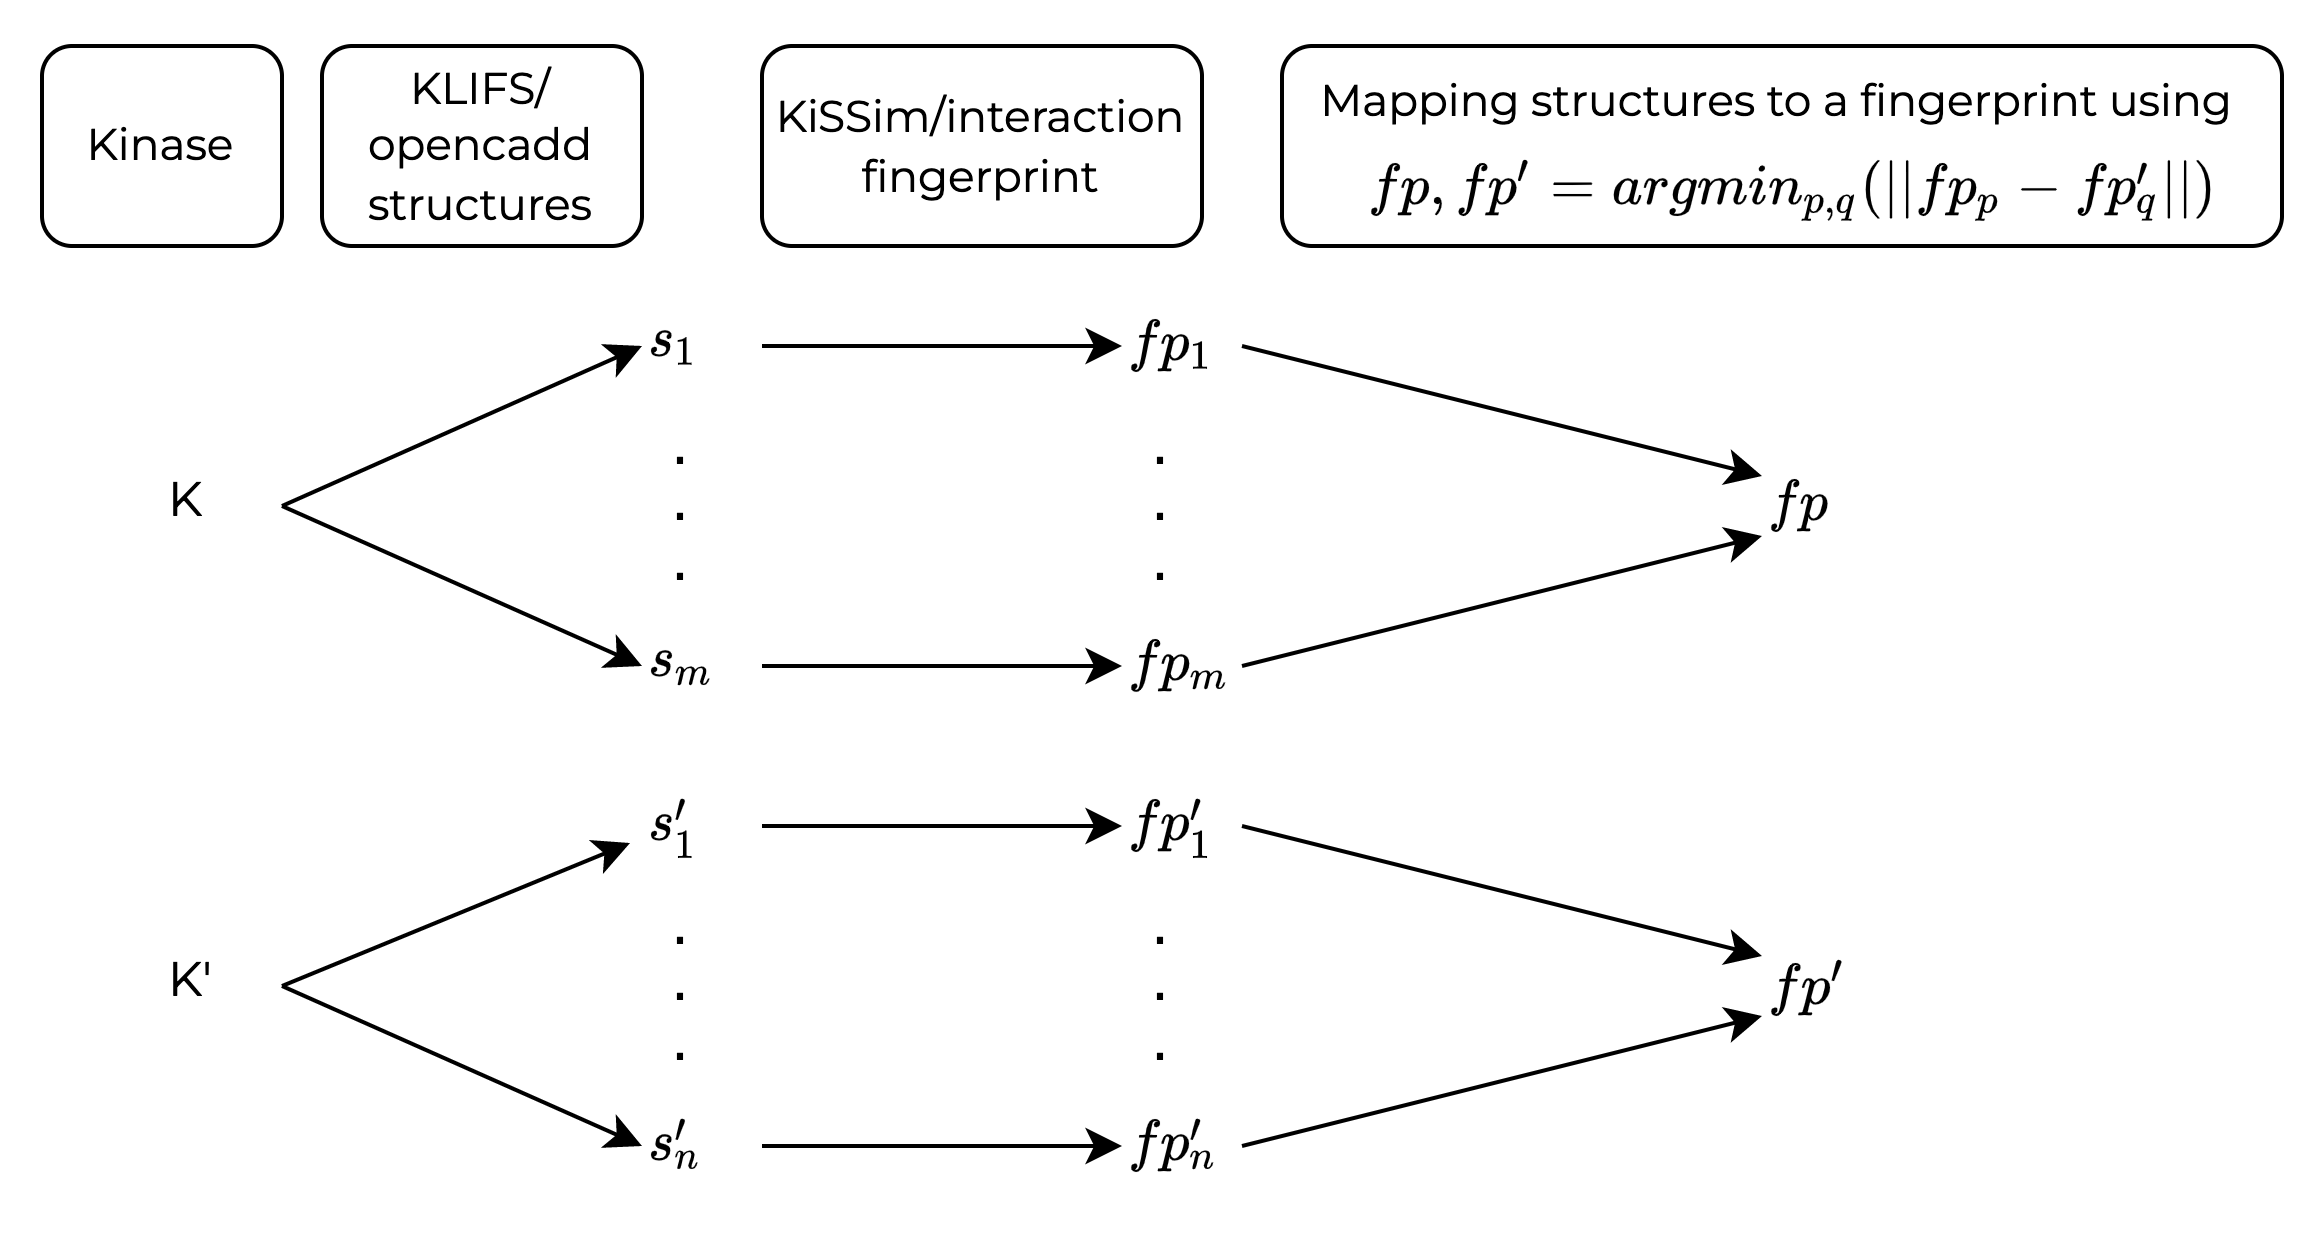 Kinase
KLIFS/
opencadd
structures
KiSSim/interaction
fingerprint
Mapping structures to a fingerprint using
fp, fp′ = argmin_{p,q}(||fp_p − fp′_q||)
s_1
fp_1
.
.
.
.
.
.
K
fp
s_m
fp_m
s′_1
fp′_1
.
.
.
.
.
.
K'
fp′
s′_n
fp′_n